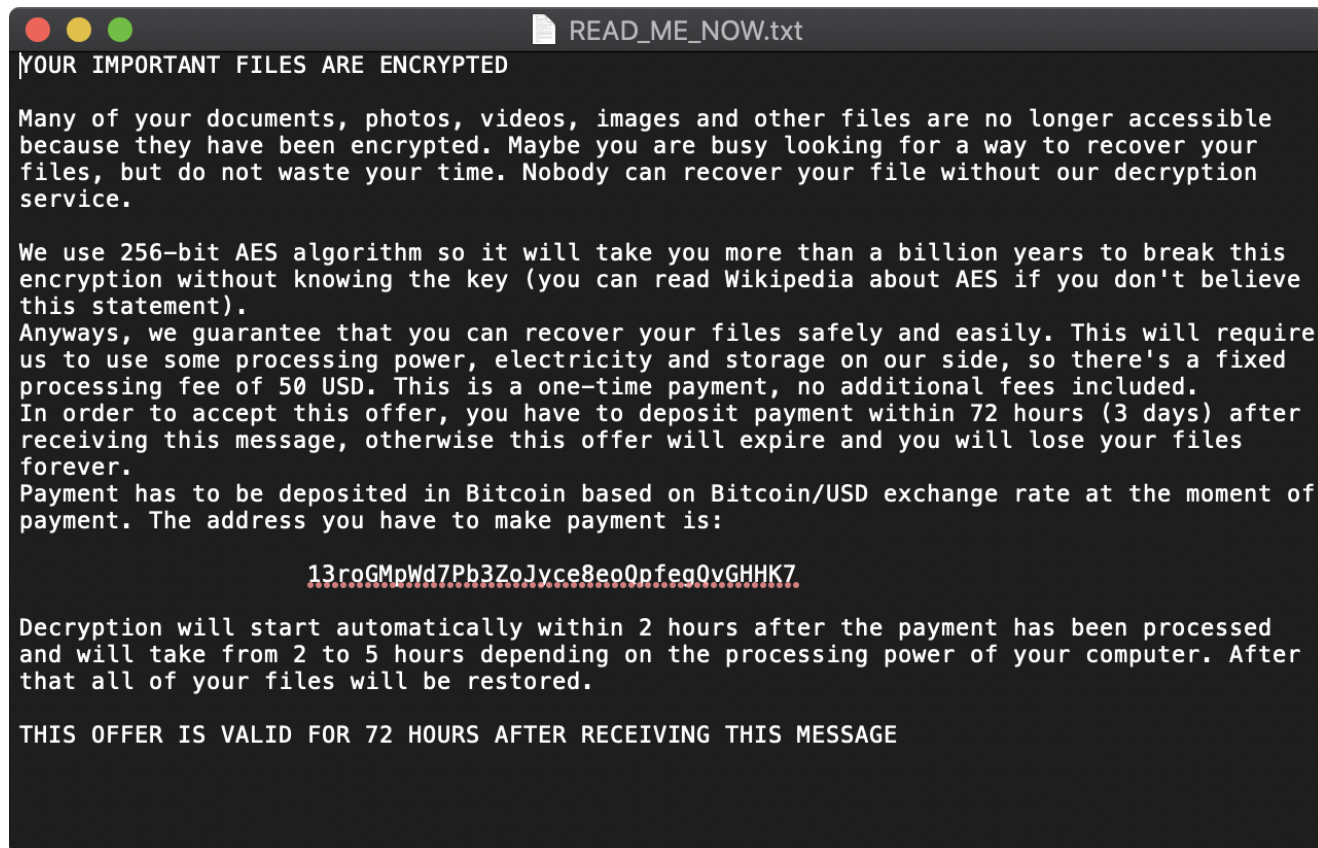 READ_ME_NOW.txt
YOUR IMPORTANT FILES ARE ENCRYPTED
Many of your documents, photos, videos, images and other files are no longer accessible
because they have been encrypted. Maybe you are busy looking for a way to recover your
files, but do not waste your time. Nobody can recover your file without our decryption
service.
We use 256-bit AES algorithm so it will take you more than a billion years to break this
encryption without knowing the key (you can read Wikipedia about AES if you don't believe
this statement).
Anyways, we guarantee that you can recover your files safely and easily. This will require
us to use some processing power, electricity and storage on our side, so there's a fixed
processing fee of 50 USD. This is a one-time payment, no additional fees included.
In order to accept this offer, you have to deposit payment within 72 hours (3 days) after
receiving this message, otherwise this offer will expire and you will lose your files
forever.
Payment has to be deposited in Bitcoin based on Bitcoin/USD exchange rate at the moment of
payment. The address you have to make payment is:
13roGMpWd7Pb3ZoJyce8eoQpfegQvGHHK7
Decryption will start automatically within 2 hours after the payment has been processed
and will take from 2 to 5 hours depending on the processing power of your computer. After
that all of your files will be restored.
THIS OFFER IS VALID FOR 72 HOURS AFTER RECEIVING THIS MESSAGE